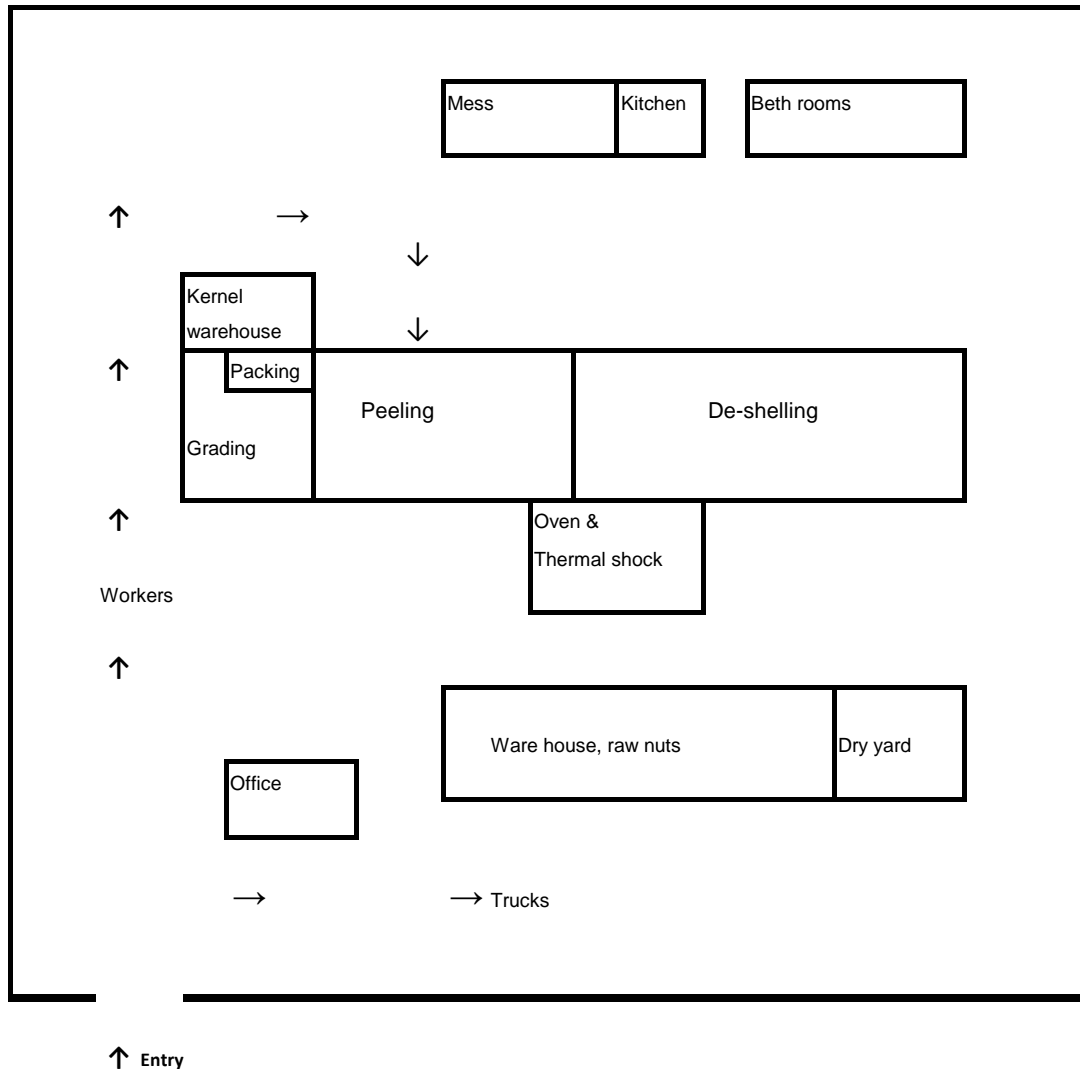 Mess
Kitchen
Beth rooms
↑
→
↓
Kernel
warehouse
↓
↑
Packing
Peeling
De-shelling
Grading
↑
Oven &
Thermal shock
Workers
↑
Ware house, raw nuts
Dry yard
Office
→
→ Trucks
↑ Entry